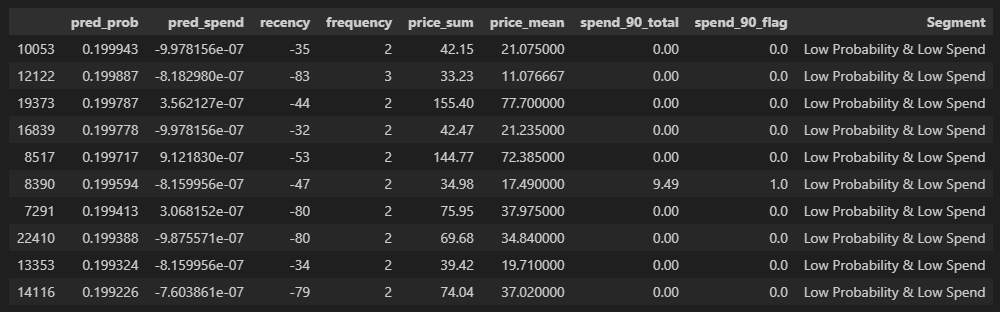 pred_prob pred_spend recency frequency price_sum price_mean spend_90_total spend_90_flag Segment
10053 0.199943 -9.978156e-07 -35 2 42.15 21.075000 0.00 0.0 Low Probability & Low Spend
12122 0.199887 -8.182980e-07 -83 3 33.23 11.076667 0.00 0.0 Low Probability & Low Spend
19373 0.199787 3.562127e-07 -44 2 155.40 77.700000 0.00 0.0 Low Probability & Low Spend
16839 0.199778 -9.978156e-07 -32 2 42.47 21.235000 0.00 0.0 Low Probability & Low Spend
8517 0.199717 9.121830e-07 -53 2 144.77 72.385000 0.00 0.0 Low Probability & Low Spend
8390 0.199594 -8.159956e-07 -47 2 34.98 17.490000 9.49 1.0 Low Probability & Low Spend
7291 0.199413 3.068152e-07 -80 2 75.95 37.975000 0.00 0.0 Low Probability & Low Spend
22410 0.199388 -9.875571e-07 -80 2 69.68 34.840000 0.00 0.0 Low Probability & Low Spend
13353 0.199324 -8.159956e-07 -34 2 39.42 19.710000 0.00 0.0 Low Probability & Low Spend
14116 0.199226 -7.603861e-07 -79 2 74.04 37.020000 0.00 0.0 Low Probability & Low Spend